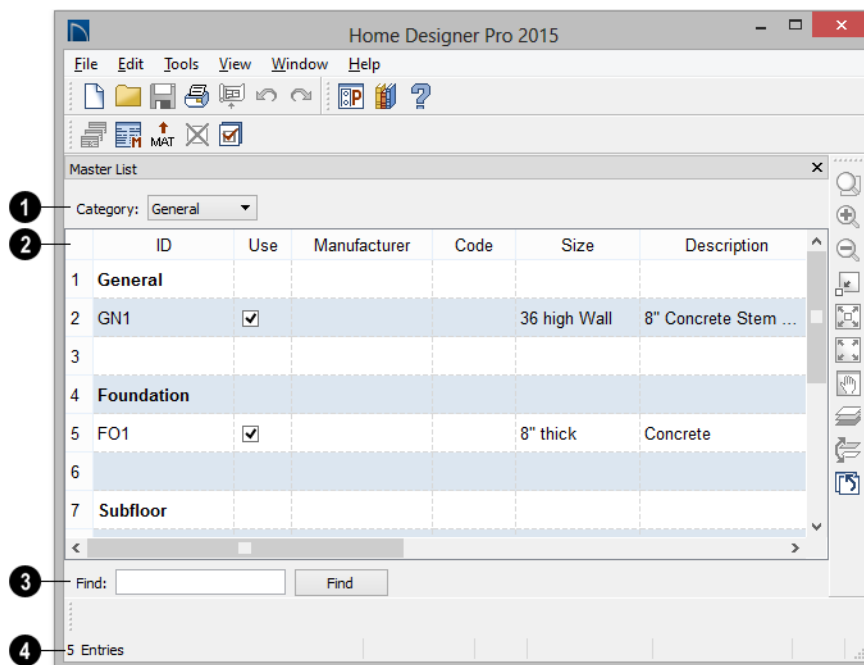 Home Designer Pro 2015
File Edit Tools View Window Help
P
M MAT
Master List
1 Category: General
2 ID Use Manufacturer Code Size Description
1 General
2 GN1 36 high Wall 8" Concrete Stem ...
3
4 Foundation
5 FO1 8" thick Concrete
6
7 Subfloor
3 Find: Find
4 5 Entries